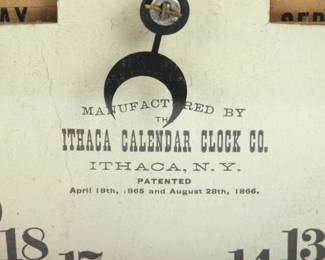 MANUFACTURED BY
TH
ITHACA CALENDAR CLOCK CO.
ITHACA, N.Y.
PATENTED
April 18th, 1865 and August 28th, 1866.
18 17 14 13